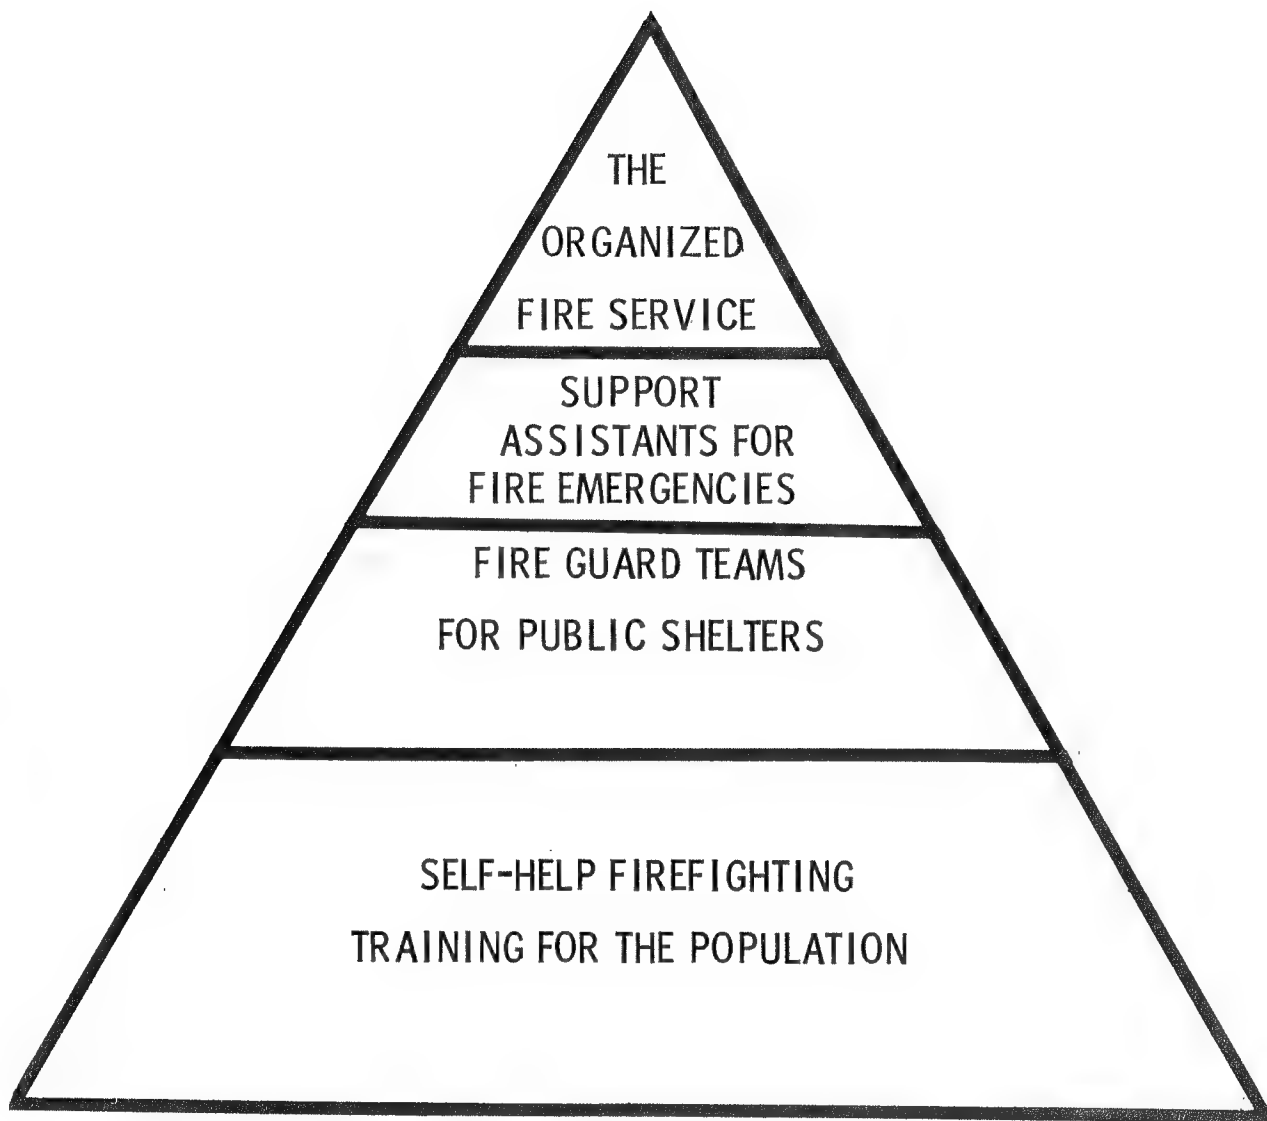 THE
ORGANIZED
FIRE SERVICE
SUPPORT
ASSISTANTS FOR
FIRE EMERGENCIES
FIRE GUARD TEAMS
FOR PUBLIC SHELTERS
SELF-HELP FIREFIGHTING
TRAINING FOR THE POPULATION